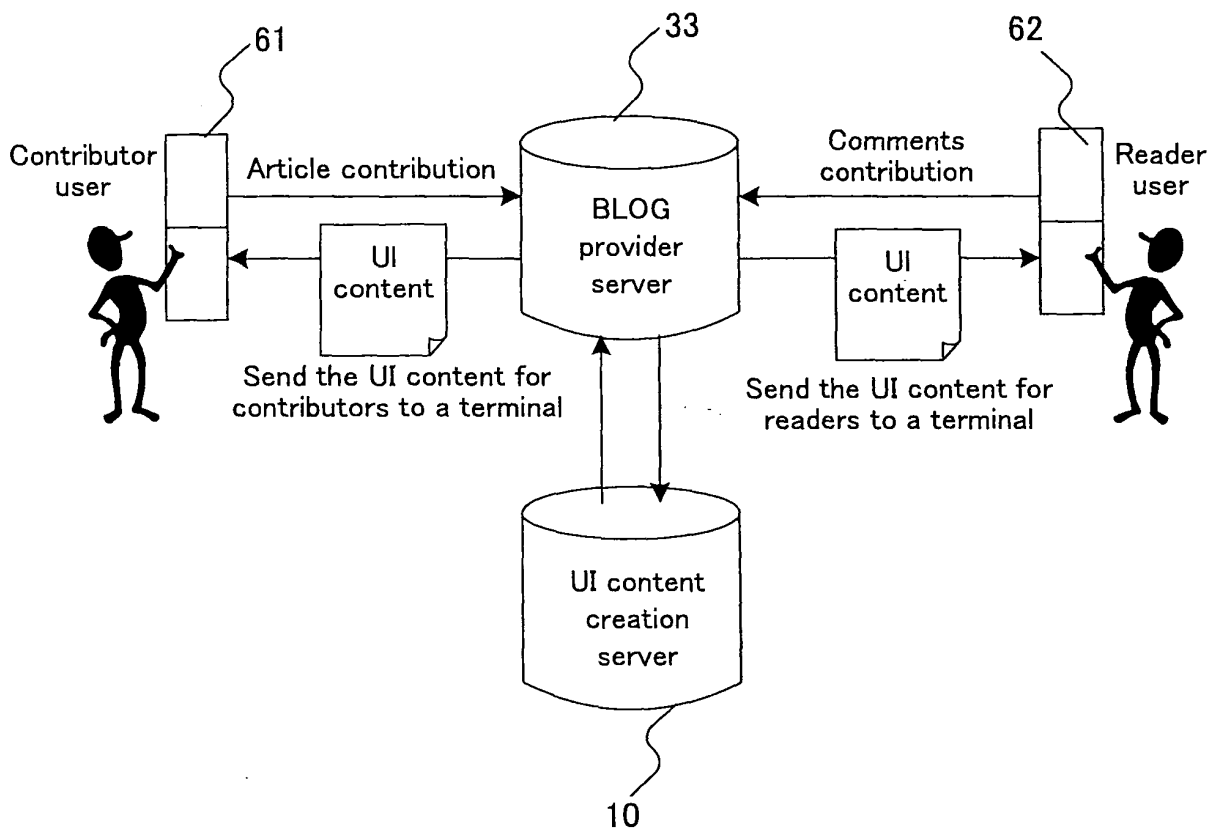 61
33
62
Contributor
user
Article contribution
Comments
contribution
Reader
user
BLOG
provider
server
UI
content
UI
content
Send the UI content for
contributors to a terminal
Send the UI content for
readers to a terminal
UI content
creation
server
10